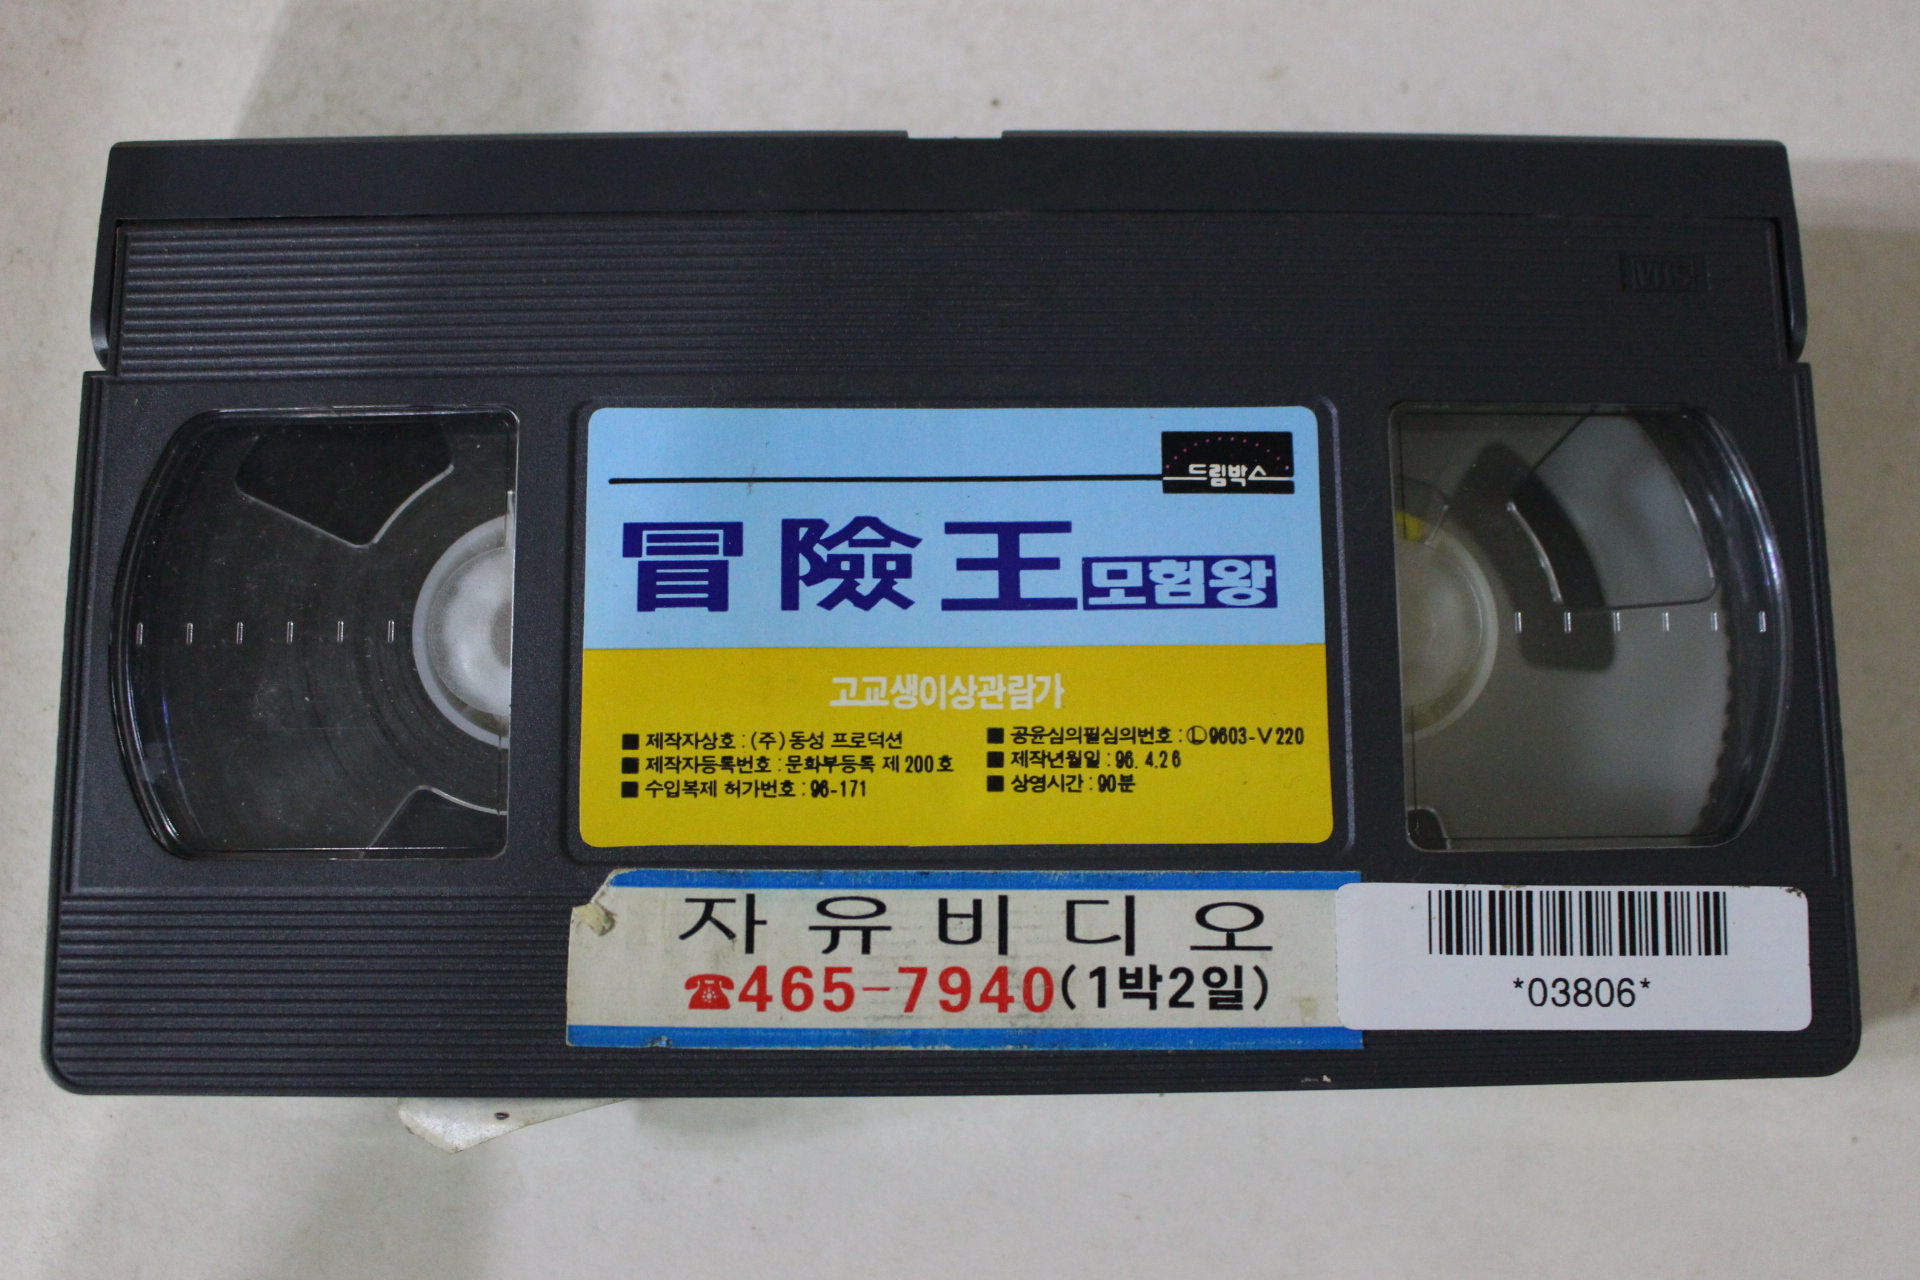 VHS
드림박스
冒險王 모험왕
고교생이상관람가
■ 제작자상호 : (주)동성 프로덕션
■ 제작자등록번호 : 문화부등록 제 200 호
■ 수입복제 허가번호 : 96-171
■ 공윤심의필심의번호 : Ⓛ9603-V220
■ 제작년월일 : 96. 4. 26
■ 상영시간 : 90분
자유비디오
☎465-7940(1박2일)
*03806*